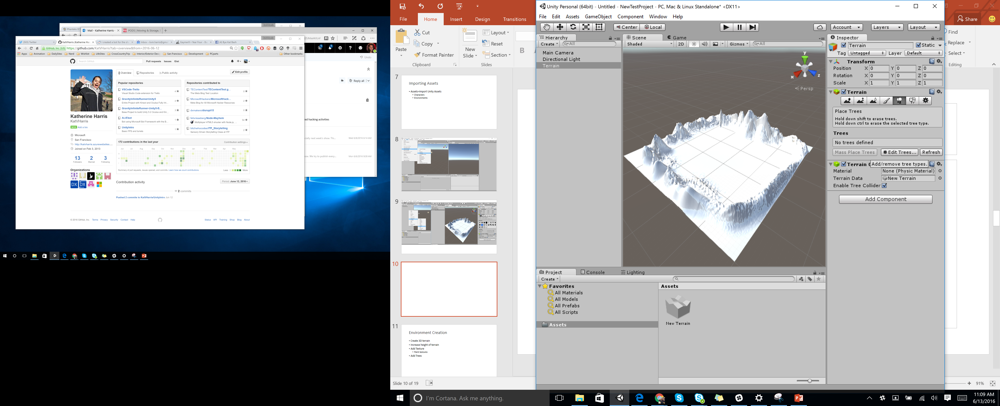 Phanteks EC
Mail - Katherine Harris -
PODS | Moving & Storage, S
KatVHarris
(503) Twitter
KatVHarris (Katherine Har
I created a bot for the sho
Inbox - kvm.harris@gmai
GaymerX • Year Four - Ba
(4) Bye Kat Bash
KatVHarris
GitHub, Inc. [US] https://github.com/KatVHarris?tab=overview&from=2016-06-12
Apps Animation DailySites Nerd Wishlist LifeSites CrossCountryTrip Interior/Exterior Desig San Francisco Development PCparts Other bookmarks
Search GitHub
Pull requests Issues Gist
Undo
Reply all
Overview Repositories Public activity
Edit profile
Popular repositories
VSCode-Trello
Visual Studio Code extension for Trello
4
GravityInfiniteRunnerUnity5
Entire Project with Kinect and Oculus Fully Int...
4
GravityInfiniteRunner-Unity5-B...
Base Project to build Unity 5.2 Oculus and Kin...
3
ALIEbot
Bot using Microsoft Bot Framework with the B...
1
UnityIntro
Basic FPS and turrets
1
Repositories contributed to
TEContentTest/TEContentTest.g...
The Meta Blog Test Location
0
MicrosoftHackers/MicrosoftHack...
Meta Blog for All Microsoft Hacker Resources
2
dxmakers/disrupt15
0
felixrieseberg/Node-Mayhem
Multiplayer HTML5 shooter with Node.js, ...
54
bitchwhocodes/ITP_Storytelling
Sensory Driven Storytelling Class at ITP
2
Katherine Harris
KatVHarris
NEW Add a bio
Microsoft
San Francisco
http://katvharris.azurewebsites....
Joined on Feb 3, 2013
13
Followers
2
Starred
3
Following
Organizations
DX DX
172 contributions in the last year
Contribution settings
Jun Jul Aug Sep Oct Nov Dec Jan Feb Mar Apr May
Summary of pull requests, issues opened, and commits. Learn how we count contributions.
Less More
Contribution activity
Period: June 12, 2016
2 commits
Pushed 2 commits to KatVHarris/UnityIntro Jun 12
© 2016 GitHub, Inc. Terms Privacy Security Contact Help
Status API Training Shop Blog About
ed hacking activities
cially next week's show. Thi...
Wed 6/8/2016 6:14 AM
ow. We try to publish every...
Mon 6/6/2016 9:59 AM
File Home Insert Design Transitions
Share
Paste
Cut
Copy
Format Painter
Clipboard
New
Slide
Layout
Reset
Section
Slides
B
Find
Replace
Select
Editing
7
Importing Assets
• Assets>Import Unity Assets
• Characters
• Environments
8
9
10
11
Environment Creation
• Create 3D terrain
• Increase height of terrain
• Add Texture
• Paint textures
• Add Trees
Slide 10 of 19
91%
Unity Personal (64bit) - Untitled - NewTestProject - PC, Mac & Linux Standalone* <DX11>
File Edit Assets GameObject Component Window Help
Center Local
Account Layers Layout
Hierarchy
Create
All
Main Camera
Directional Light
Terrain
Scene Game
Shaded 2D Gizmos All
y
x
z
Persp
Inspector
Terrain Static
Tag Untagged Layer Default
Transform
Position X 0 Y 0 Z 0
Rotation X 0 Y 0 Z 0
Scale X 1 Y 1 Z 1
Terrain
Place Trees
Hold down shift to erase trees.
Hold down ctrl to erase the selected tree type.
Trees
No trees defined
Mass Place Trees Edit Trees... Refresh
Terrain
Add/remove tree types.
Material None (Physic Material)
Terrain Data New Terrain
Enable Tree Collider
Add Component
Project Console Lighting
Create
Favorites
All Materials
All Models
All Prefabs
All Scripts
Assets
Assets
New Terrain
I'm Cortana. Ask me anything.
11:09 AM
6/13/2016